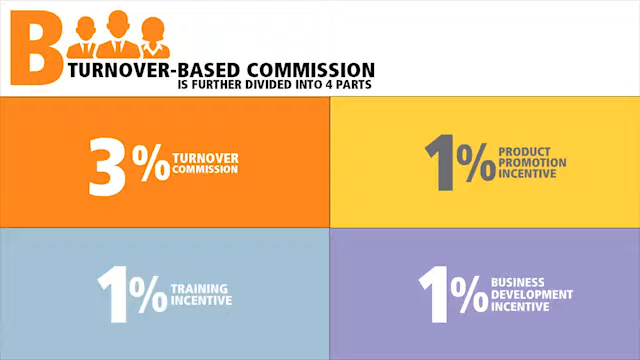 B
TURNOVER-BASED COMMISSION
IS FURTHER DIVIDED INTO 4 PARTS
3% TURNOVER
COMMISSION
1% PRODUCT
PROMOTION
INCENTIVE
1% TRAINING
INCENTIVE
1% BUSINESS
DEVELOPMENT
INCENTIVE